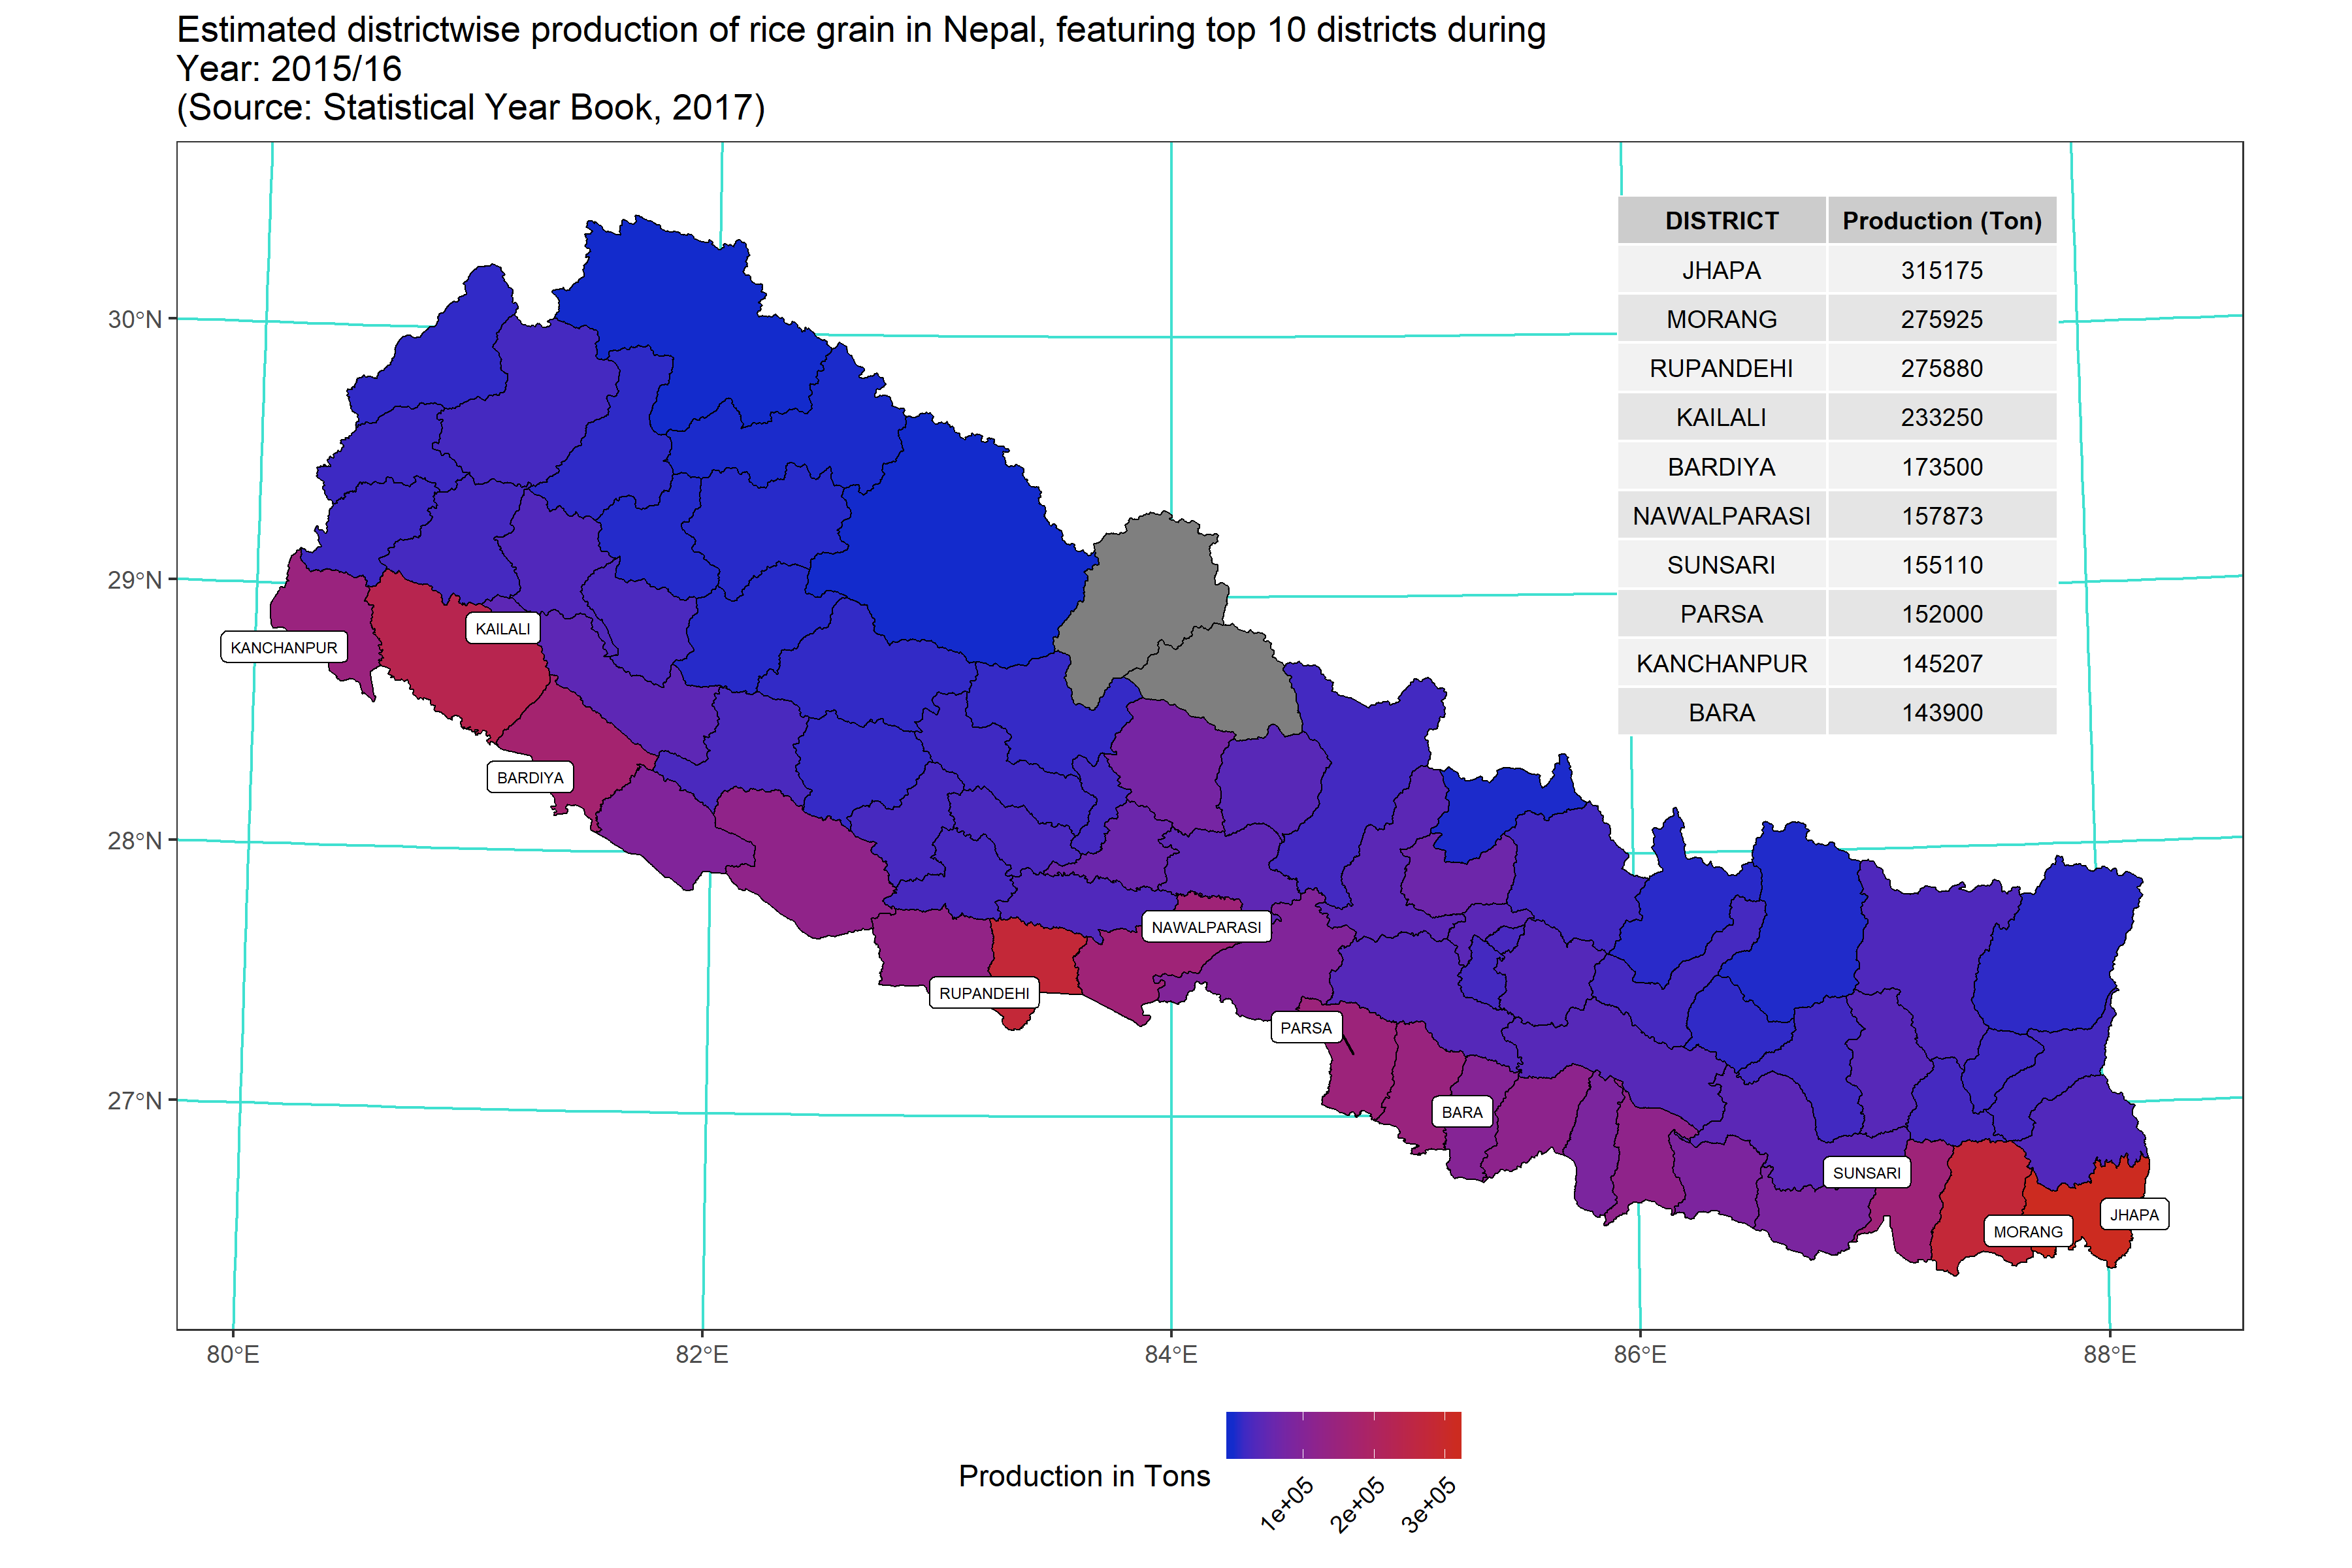 Estimated districtwise production of rice grain in Nepal, featuring top 10 districts during
Year: 2015/16
(Source: Statistical Year Book, 2017)
DISTRICT Production (Ton)
JHAPA 315175
MORANG 275925
RUPANDEHI 275880
KAILALI 233250
BARDIYA 173500
NAWALPARASI 157873
SUNSARI 155110
PARSA 152000
KANCHANPUR 145207
BARA 143900
30°N
29°N
28°N
27°N
KAILALI
KANCHANPUR
BARDIYA
NAWALPARASI
RUPANDEHI
PARSA
BARA
SUNSARI
JHAPA
MORANG
80°E 82°E 84°E 86°E 88°E
Production in Tons
1e+05 2e+05 3e+05